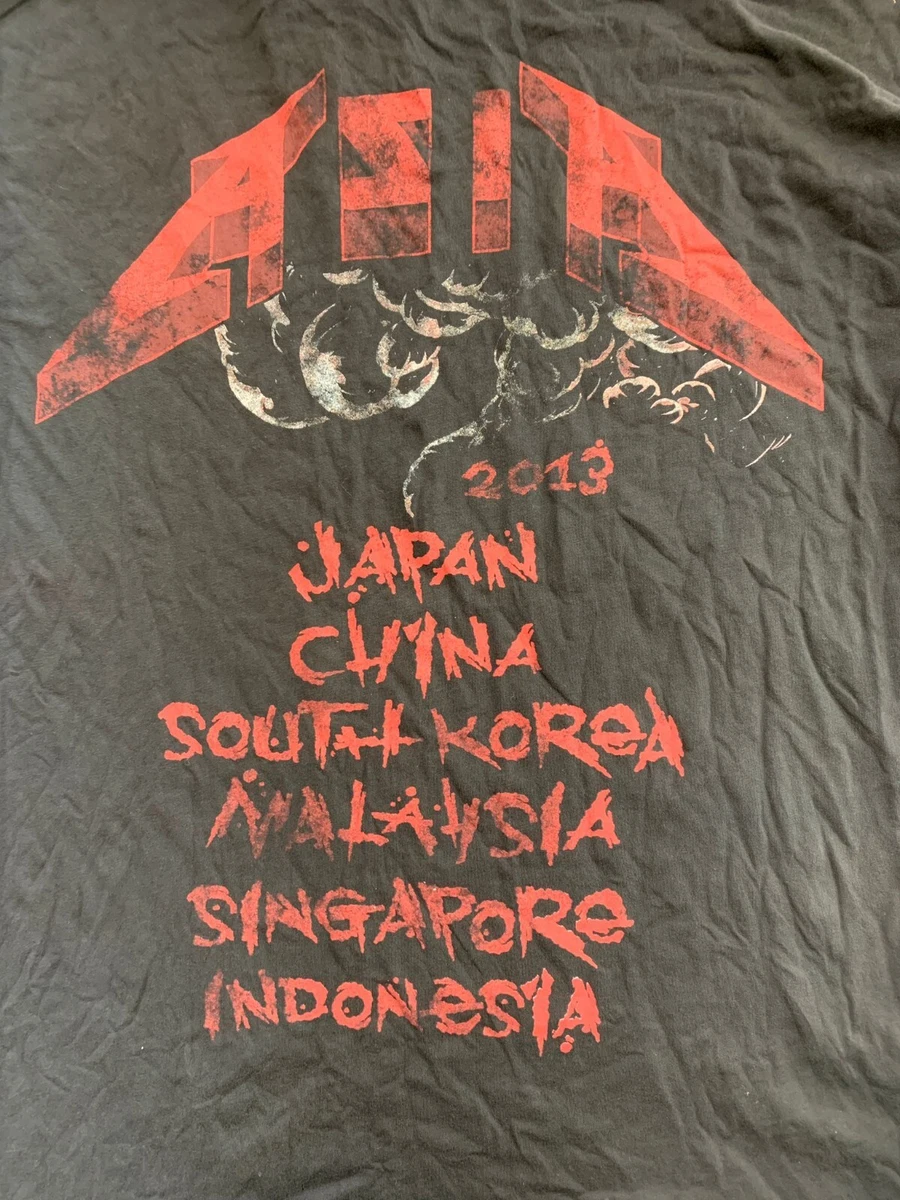 ASIA
2013
JAPAN
CHINA
SOUTH KOREA
MALAYSIA
SINGAPORE
INDONESIA